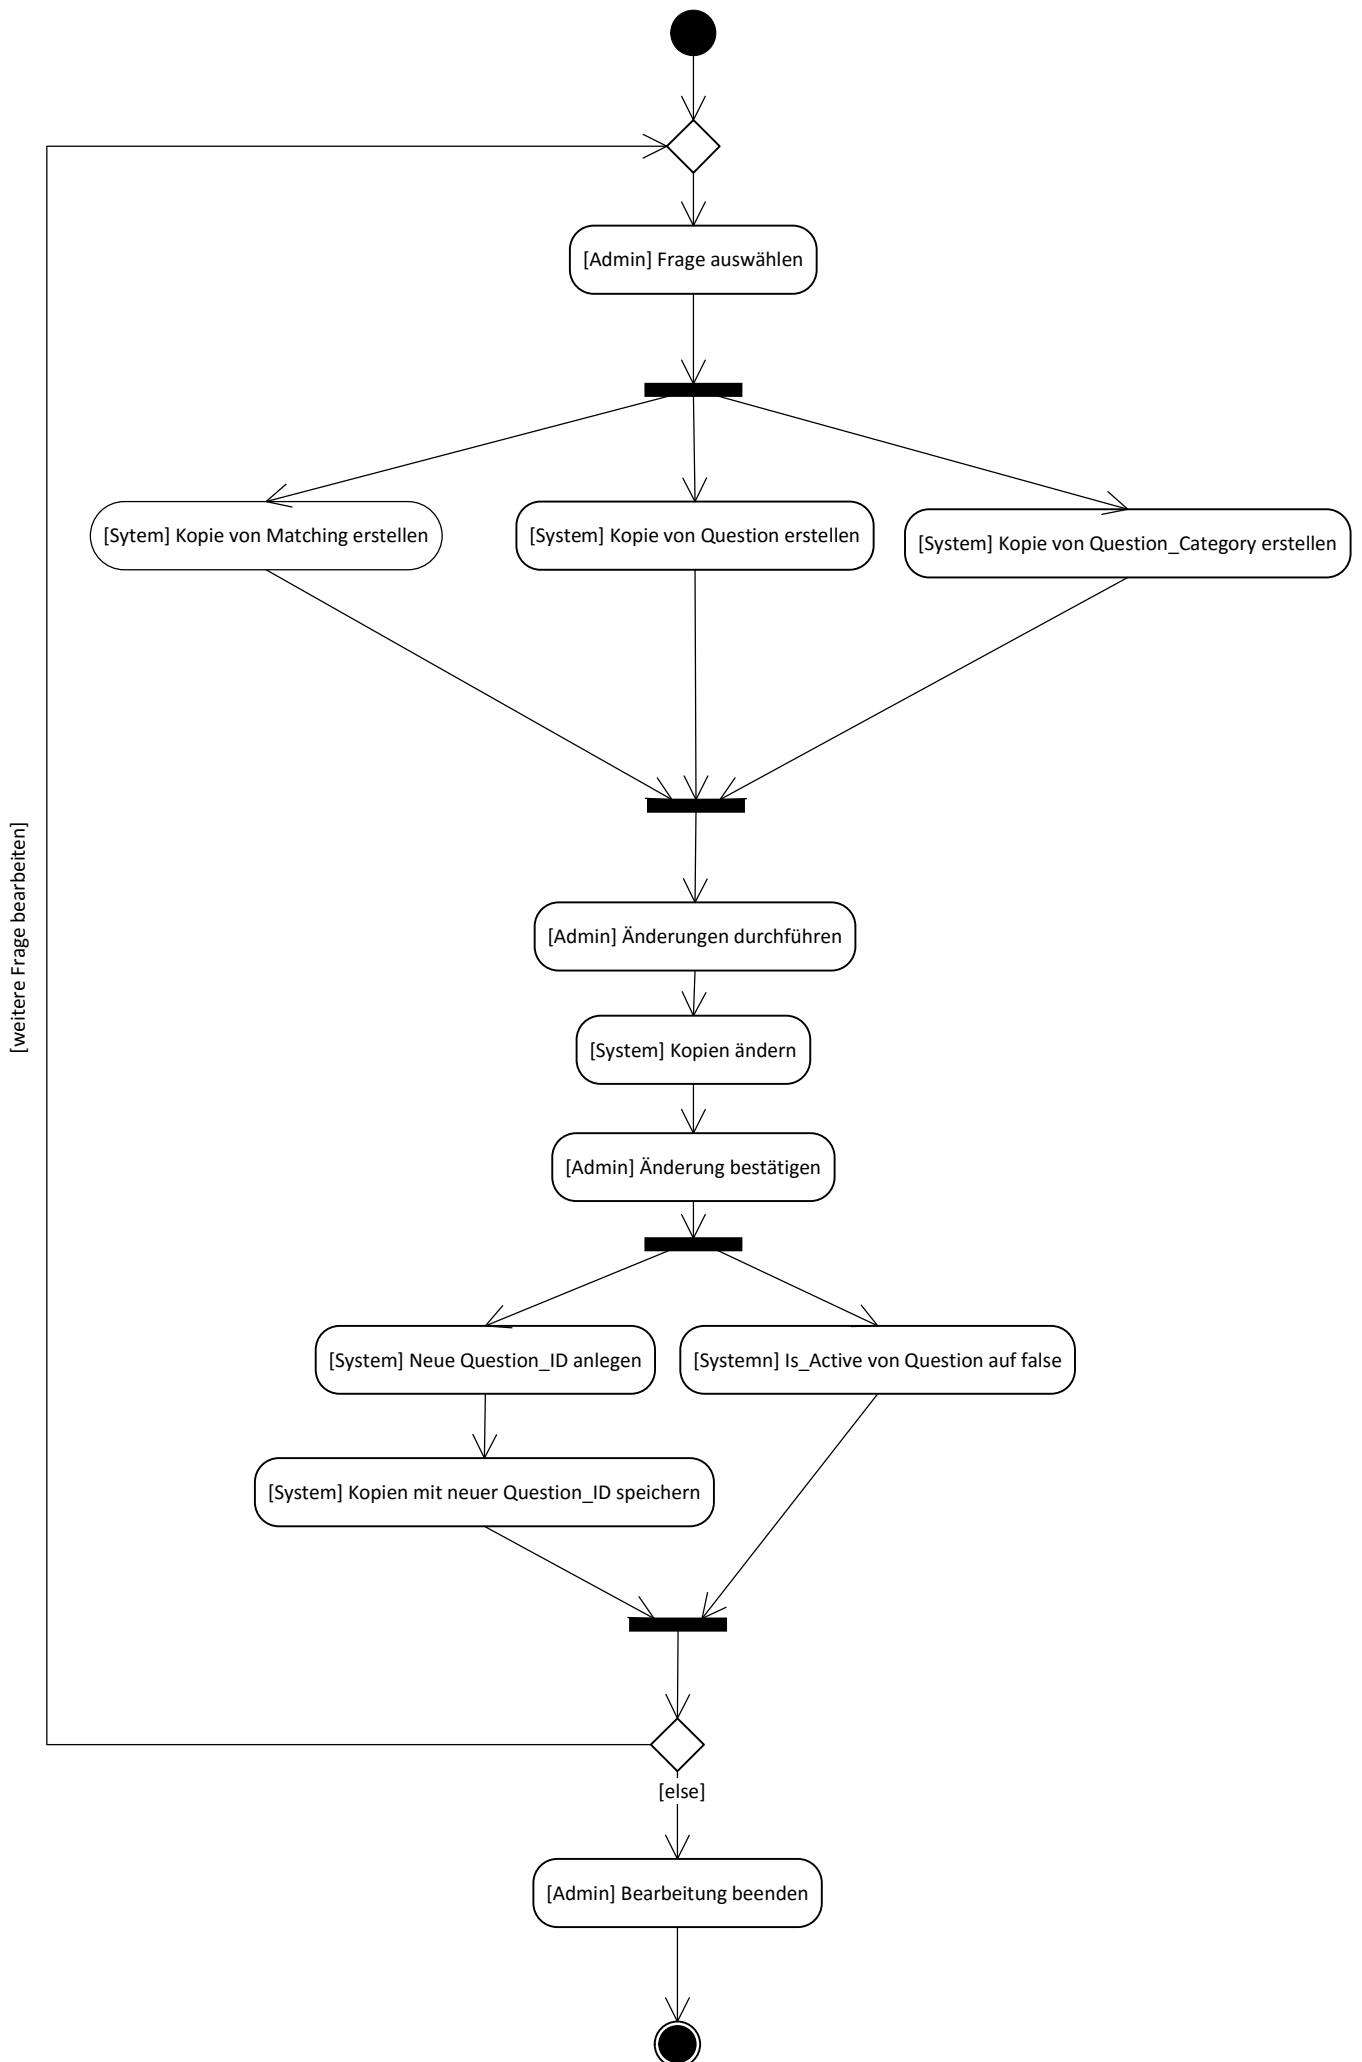 [Admin] Frage auswählen
[Sytem] Kopie von Matching erstellen
[System] Kopie von Question erstellen
[System] Kopie von Question_Category erstellen
[weitere Frage bearbeiten]
[Admin] Änderungen durchführen
[System] Kopien ändern
[Admin] Änderung bestätigen
[System] Neue Question_ID anlegen
[Systemn] Is_Active von Question auf false
[System] Kopien mit neuer Question_ID speichern
[else]
[Admin] Bearbeitung beenden